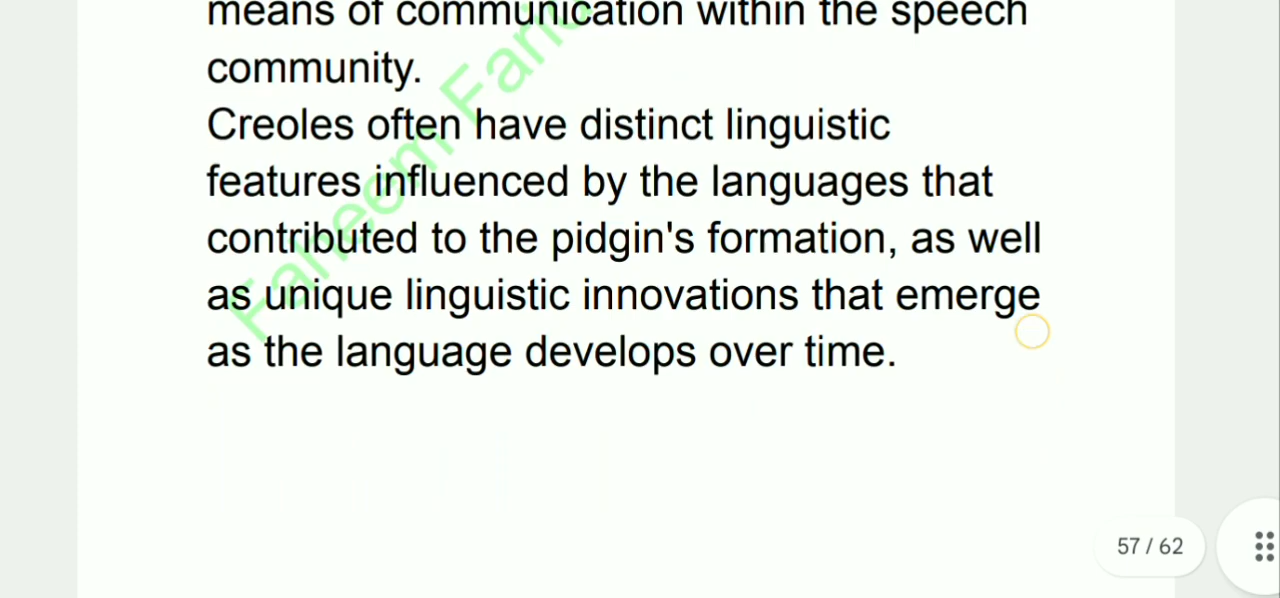 means of communication within the speech
community.
Creoles often have distinct linguistic
features influenced by the languages that
contributed to the pidgin's formation, as well
as unique linguistic innovations that emerge
as the language develops over time.
Faheem Fari
57 / 62